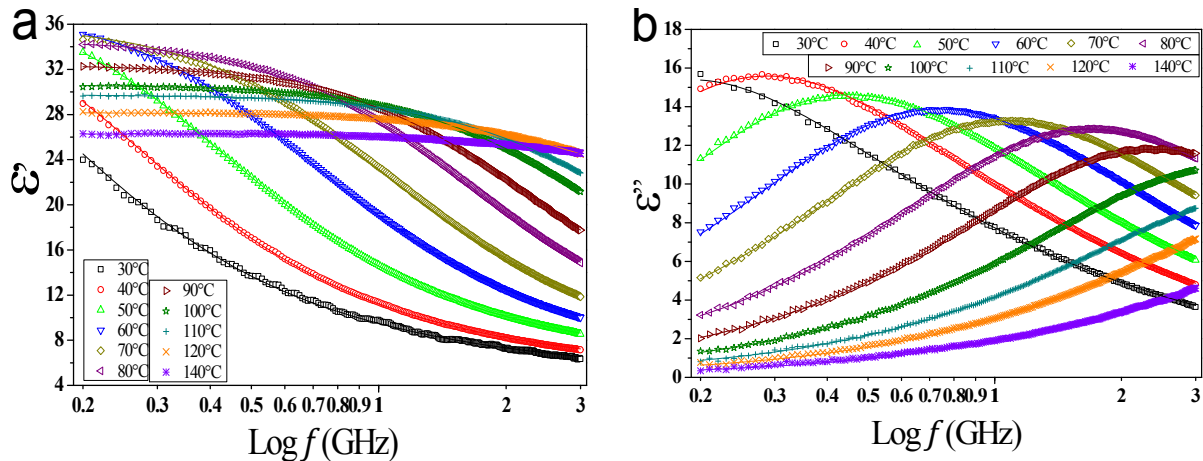 a
36
32
28
24
20
16
12
8
4
ε'
30°C
40°C
50°C
60°C
70°C
80°C
90°C
100°C
110°C
120°C
140°C
0.2 0.3 0.4 0.5 0.6 0.7 0.8 0.9 1 2 3
Log f (GHz)
b
18
16
14
12
10
8
6
4
2
0
ε''
30°C 40°C 50°C 60°C 70°C 80°C
90°C 100°C 110°C 120°C 140°C
0.2 0.3 0.4 0.5 0.6 0.7 0.8 0.9 1 2 3
Log f (GHz)